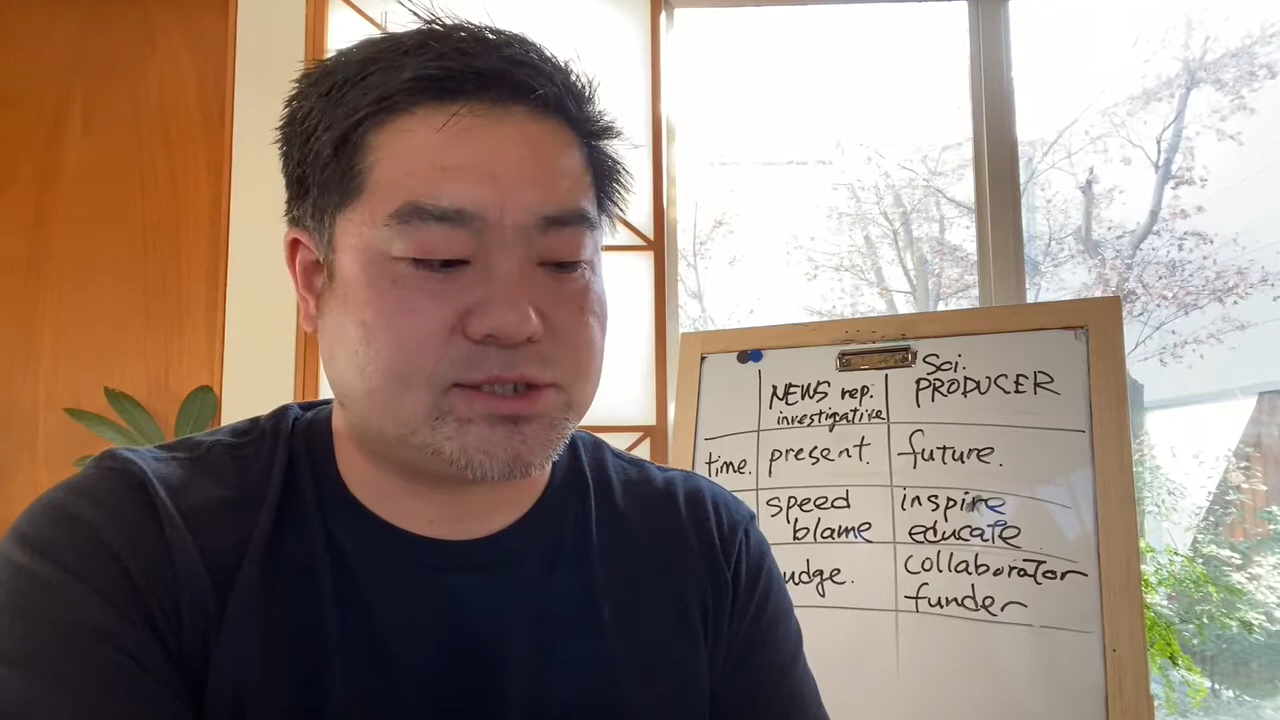 NEWS rep.
investigative
Sci.
PRODUCER
time.
present.
future.
speed
blame
inspire
educate
udge.
collaborator
funder